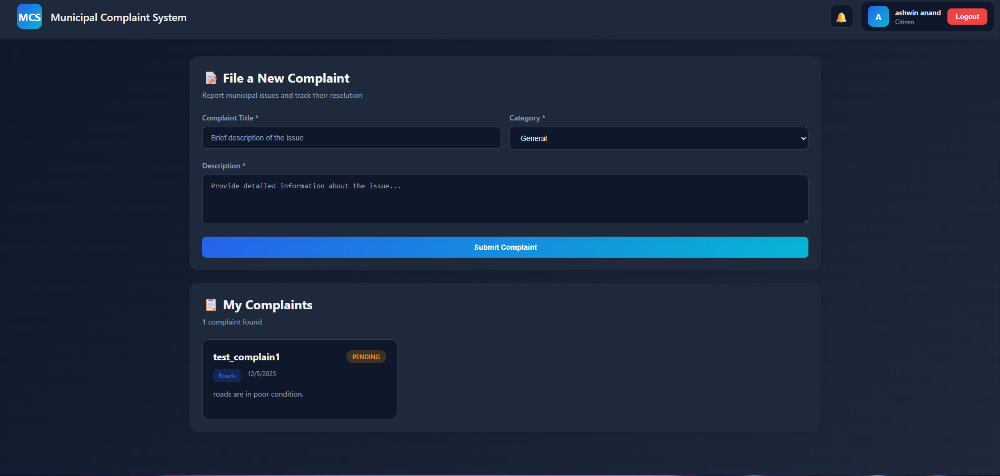 MCS
Municipal Complaint System
A
ashwin anand
Citizen
Logout
File a New Complaint
Report municipal issues and track their resolution
Complaint Title *
Category *
Brief description of the issue
General
Description *
Provide detailed information about the issue...
Submit Complaint
My Complaints
1 complaint found
test_complain1
PENDING
Roads
12/5/2025
roads are in poor condition.